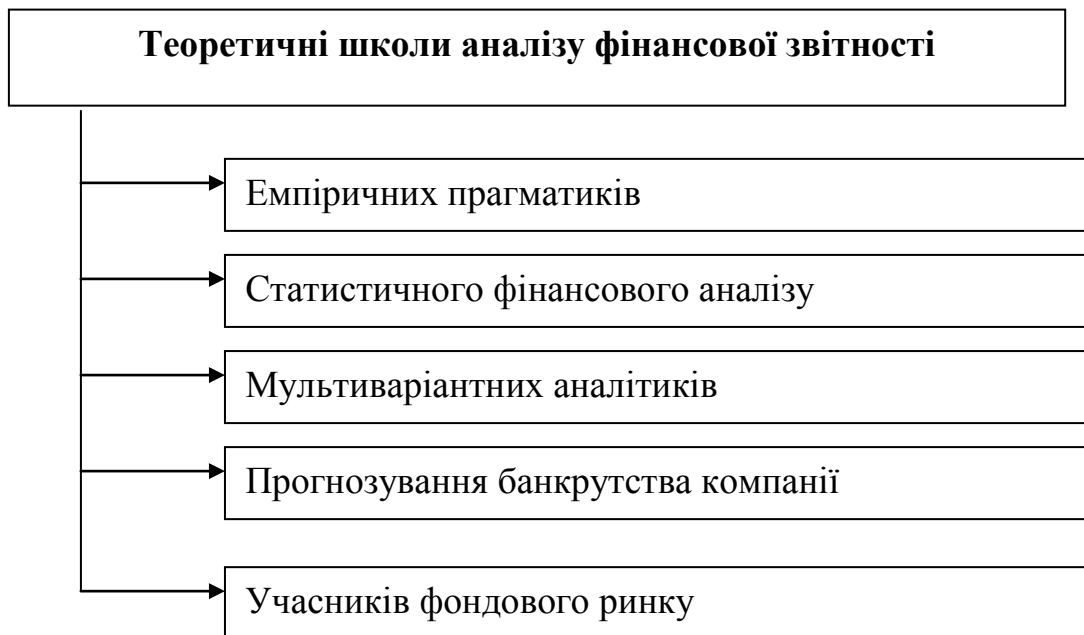 Теоретичні школи аналізу фінансової звітності
Емпіричних прагматиків
Статистичного фінансового аналізу
Мультиваріантних аналітиків
Прогнозування банкрутства компанії
Учасників фондового ринку